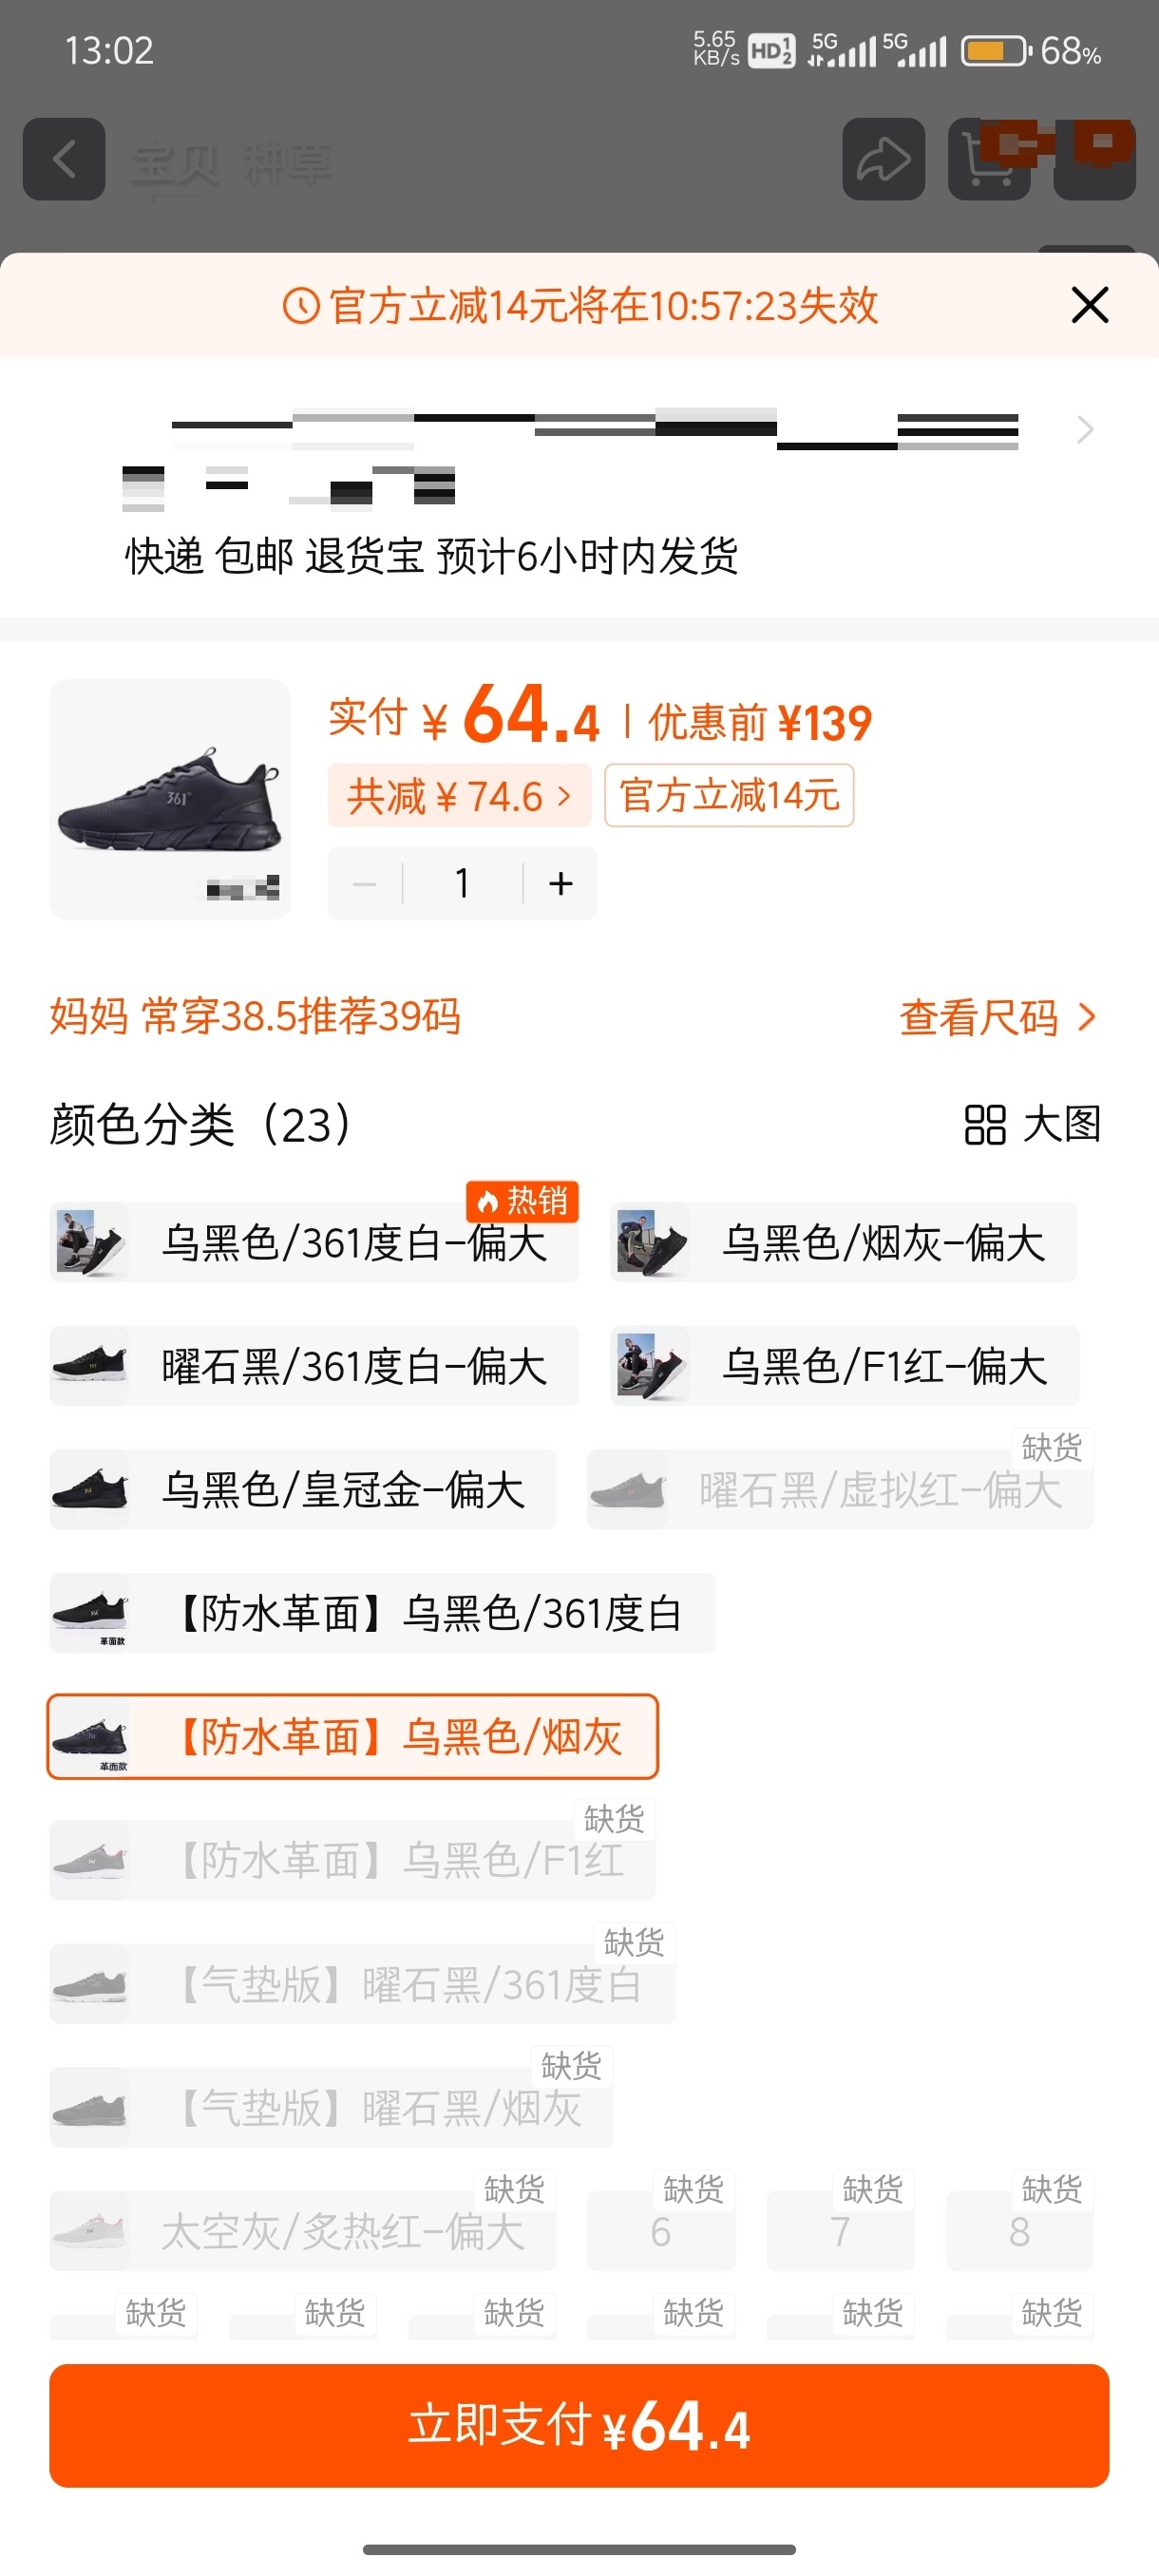 13:02
5.65 KB/s HD 1 2 5G 5G 68%
宝贝 种草
官方立减14元将在10:57:23失效
快递 包邮 退货宝 预计6小时内发货
实付 ¥ 64.4 | 优惠前 ¥139
共减 ¥ 74.6 > 官方立减14元
361°
1
妈妈 常穿38.5推荐39码 查看尺码 >
颜色分类（23） 大图
热销
乌黑色/361度白-偏大 乌黑色/烟灰-偏大
曜石黑/361度白-偏大 乌黑色/F1红-偏大
缺货
乌黑色/皇冠金-偏大 曜石黑/虚拟红-偏大
【防水革面】乌黑色/361度白
革面款
【防水革面】乌黑色/烟灰
革面款
缺货
【防水革面】乌黑色/F1红
缺货
【气垫版】曜石黑/361度白
缺货
【气垫版】曜石黑/烟灰
缺货 缺货 缺货 缺货
太空灰/炙热红-偏大 6 7 8
缺货 缺货 缺货 缺货 缺货 缺货
立即支付 ¥64.4